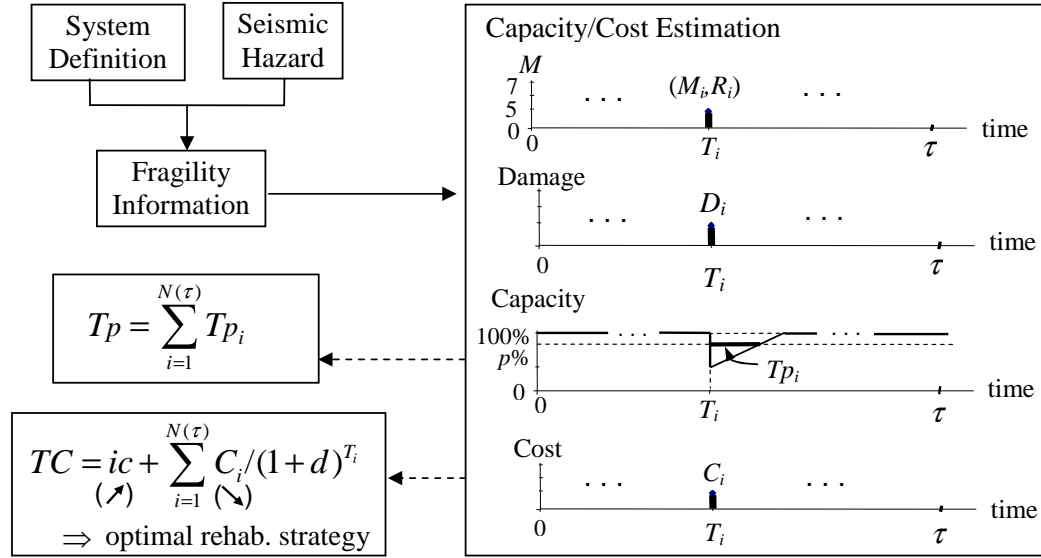 System
Definition
Seismic
Hazard
Fragility
Information
Tp = \sum_{i=1}^{N(τ)} Tp_i
TC = ic + \sum_{i=1}^{N(τ)} C_i/(1+d)^{T_i}
(↗) (↘)
⇒ optimal rehab. strategy
Capacity/Cost Estimation
M
7
5
0
(M_i,R_i)
. . .
. . .
0
T_i
τ
time
Damage
D_i
. . .
. . .
0
T_i
τ
time
Capacity
100%
p%
0
. . .
. . .
Tp_i
0
T_i
τ
time
Cost
C_i
. . .
. . .
0
T_i
τ
time